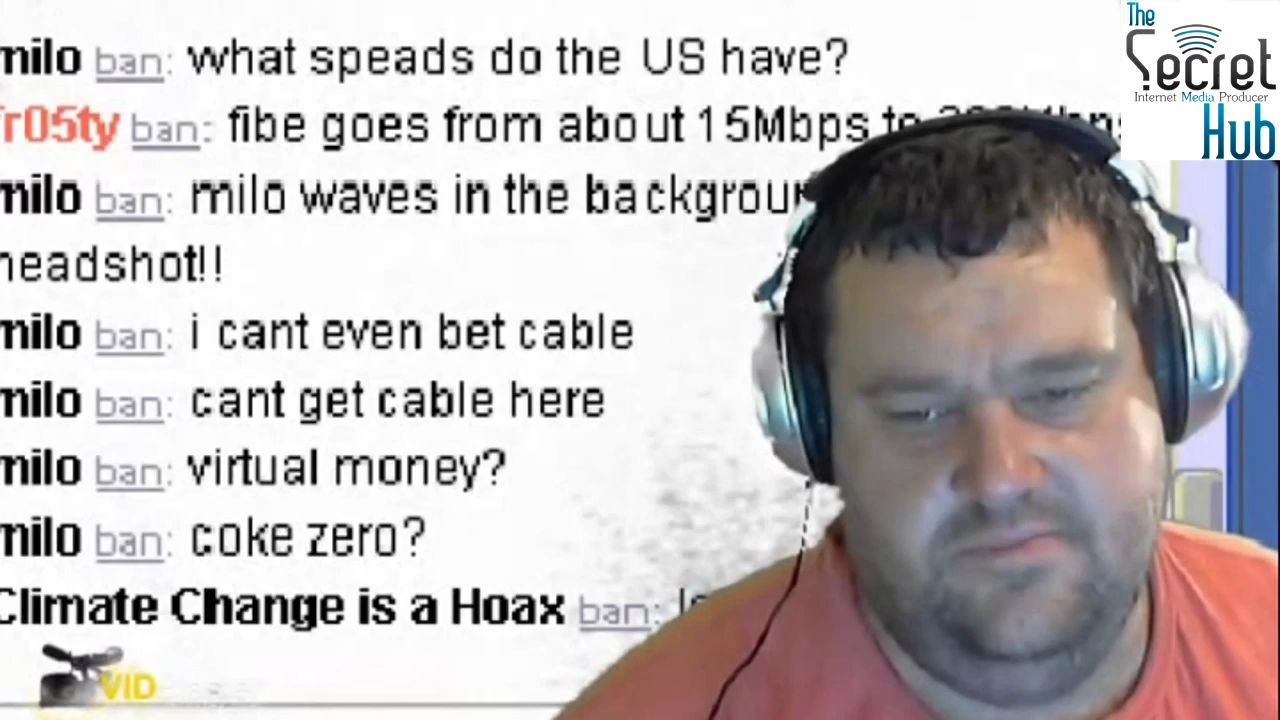 The
Secret
Internet Media Producer
Hub
milo ban: what speads do the US have?
fr05ty ban: fibe goes from about 15Mbps to
milo ban: milo waves in the
headshot!!
milo ban: i cant even bet cable
milo ban: cant get cable here
milo ban: virtual money?
milo ban: coke zero?
Climate Change is a Hoax ban:
VID